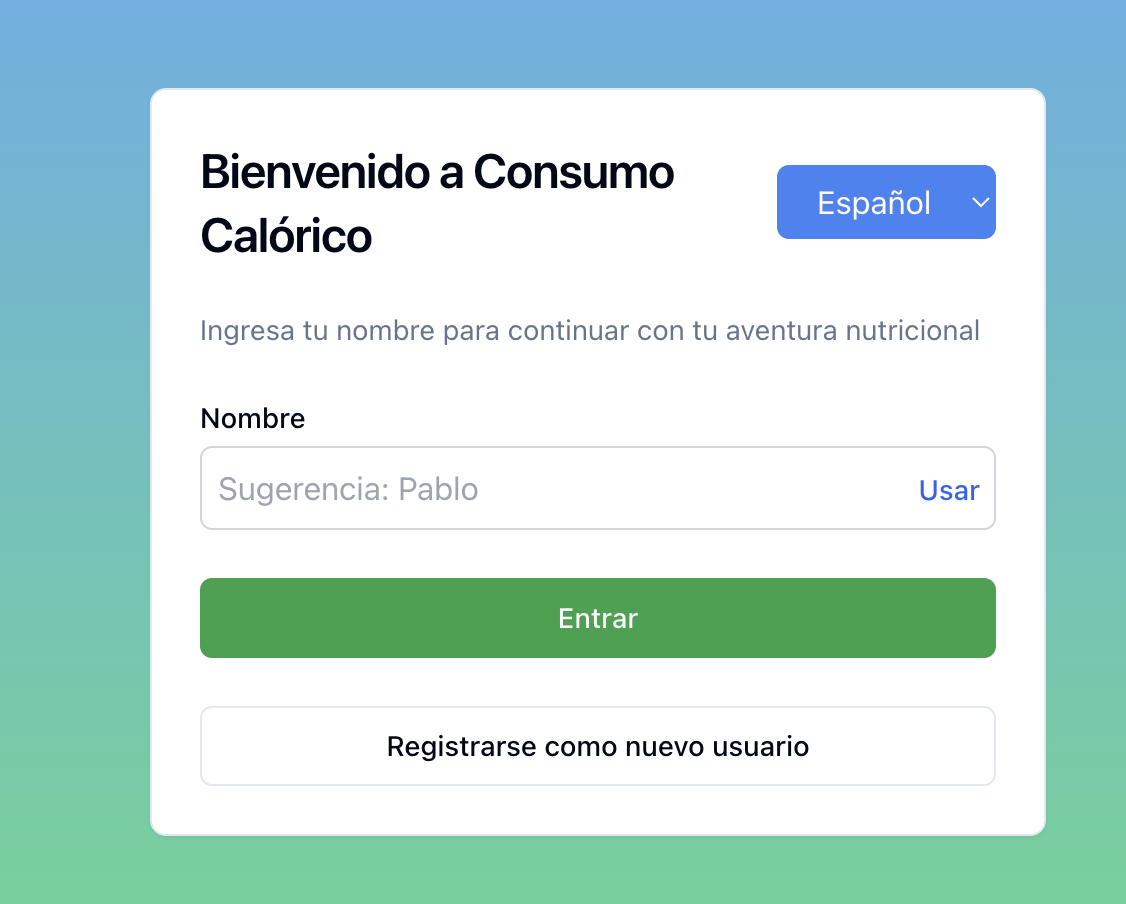 Bienvenido a Consumo
Calórico
Español
Ingresa tu nombre para continuar con tu aventura nutricional
Nombre
Sugerencia: Pablo
Usar
Entrar
Registrarse como nuevo usuario